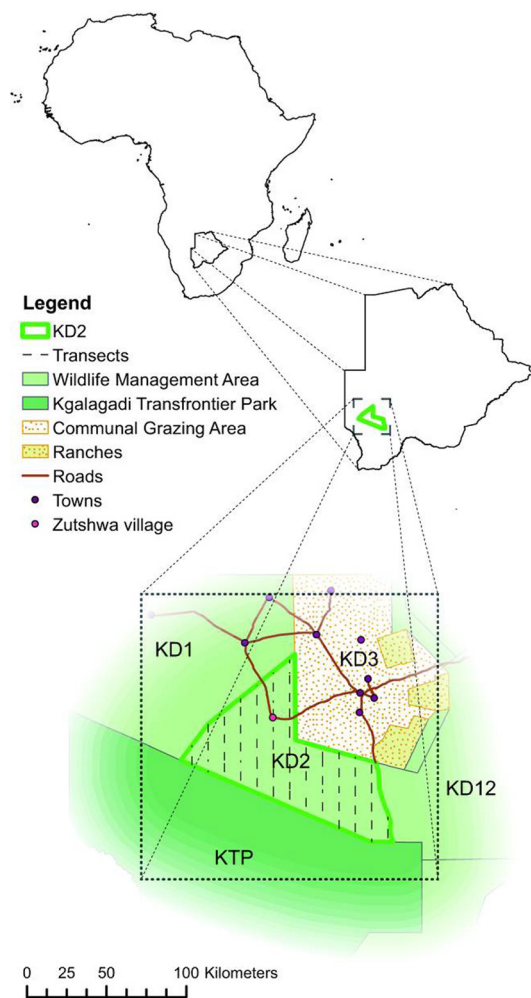 Legend
KD2
Transects
Wildlife Management Area
Kgalagadi Transfrontier Park
Communal Grazing Area
Ranches
Roads
Towns
Zutshwa village
KD1
KD3
KD2
KD12
KTP
0 25 50 100 Kilometers